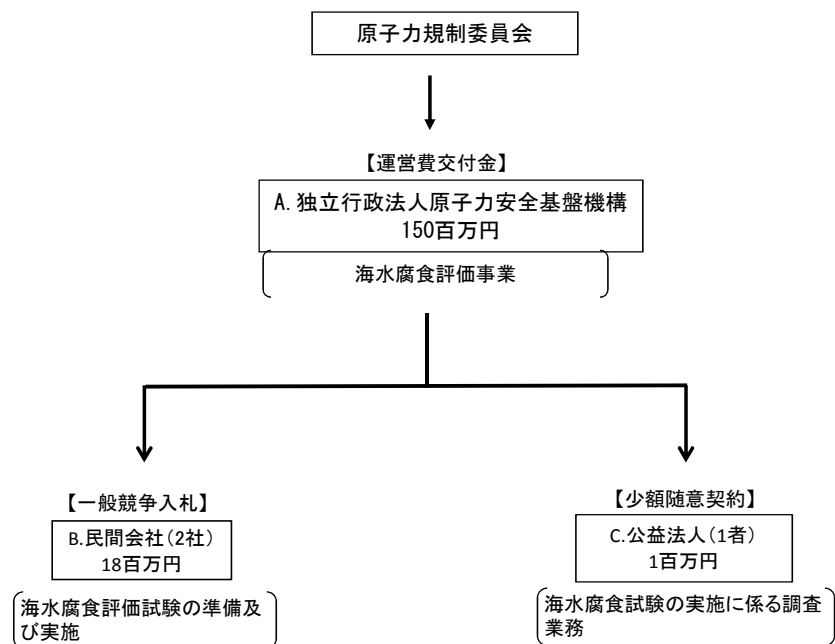 原子力規制委員会
【運営費交付金】
A. 独立行政法人原子力安全基盤機構
150百万円
海水腐食評価事業
【一般競争入札】
B.民間会社（2社）
18百万円
海水腐食評価試験の準備及
び実施
【少額随意契約】
C.公益法人（1者）
1百万円
海水腐食試験の実施に係る調査
業務